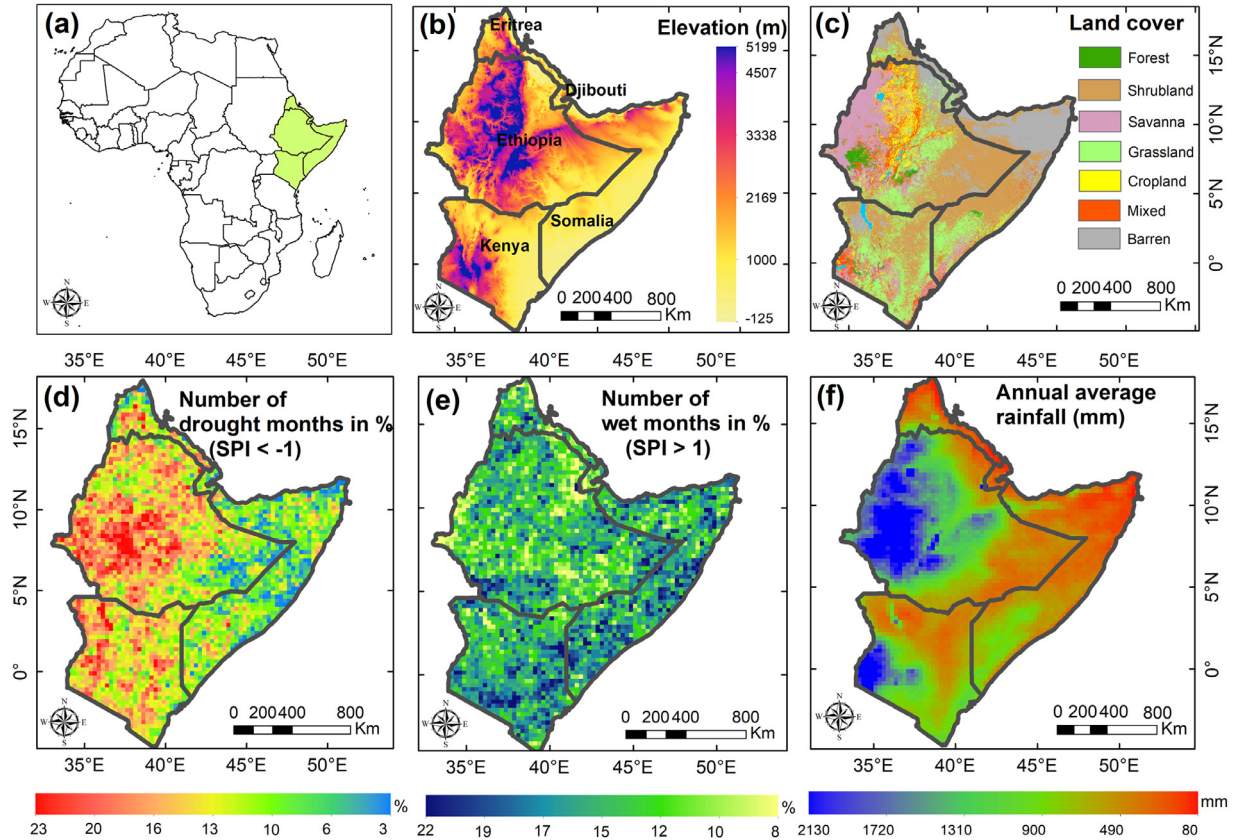 (a)
N
W
E
S
(b)
Eritrea
Elevation (m)
5199
4507
3338
2169
1000
-125
Djibouti
Ethiopia
Somalia
Kenya
N
W
E
S
0 200 400 800
Km
(c)
Land cover
Forest
Shrubland
Savanna
Grassland
Cropland
Mixed
Barren
15°N
10°N
5°N
0°
N
W
E
S
0 200 400 800
Km
35°E 40°E 45°E 50°E
35°E 40°E 45°E 50°E
35°E 40°E 45°E 50°E
(d)
Number of
drought months in %
(SPI < -1)
15°N
10°N
5°N
0°
N
W
E
S
0 200 400 800
Km
(e)
Number of
wet months in %
(SPI > 1)
N
W
E
S
0 200 400 800
Km
(f)
Annual average
rainfall (mm)
15°N
10°N
5°N
0°
N
W
E
S
0 200 400 800
Km
35°E 40°E 45°E 50°E
35°E 40°E 45°E 50°E
35°E 40°E 45°E 50°E
%
23 20 16 13 10 6 3
%
22 19 17 15 12 10 8
mm
2130 1720 1310 900 490 80